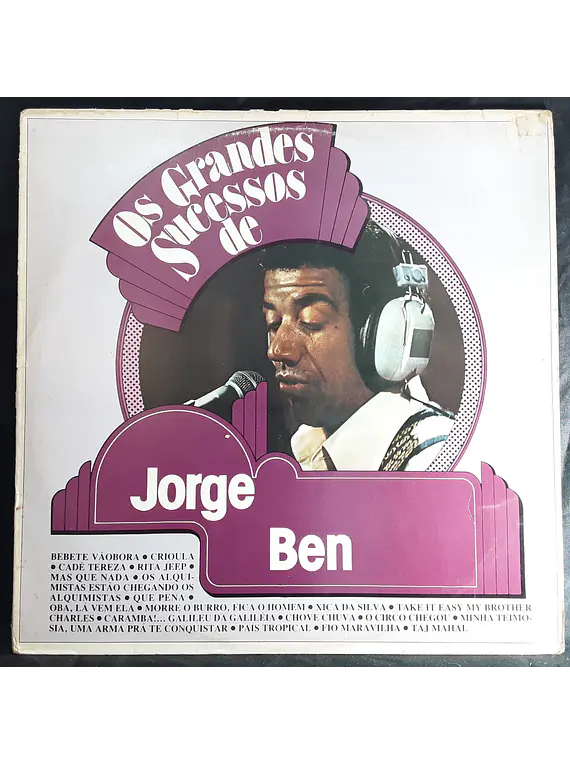 Os Grandes
Sucessos
de
Jorge
Ben
BEBETE VÃOBORA • CRIOULA
• CADÊ TEREZA • RITA JEEP •
MAS QUE NADA • OS ALQUI-
MISTAS ESTÃO CHEGANDO OS
ALQUIMISTAS • QUE PENA •
OBÁ, LÁ VEM ELA • MORRE O BURRO, FICA O HOMEM • XICA DA SILVA • TAKE IT EASY MY BROTHER
CHARLES • CARAMBA!... GALILEU DA GALILÉIA • CHOVE CHUVA • O CIRCO CHEGOU • MINHA TEIMO-
SIA, UMA ARMA PRÁ TE CONQUISTAR • PAÍS TROPICAL • FIO MARAVILHA • TAJ MAHAL